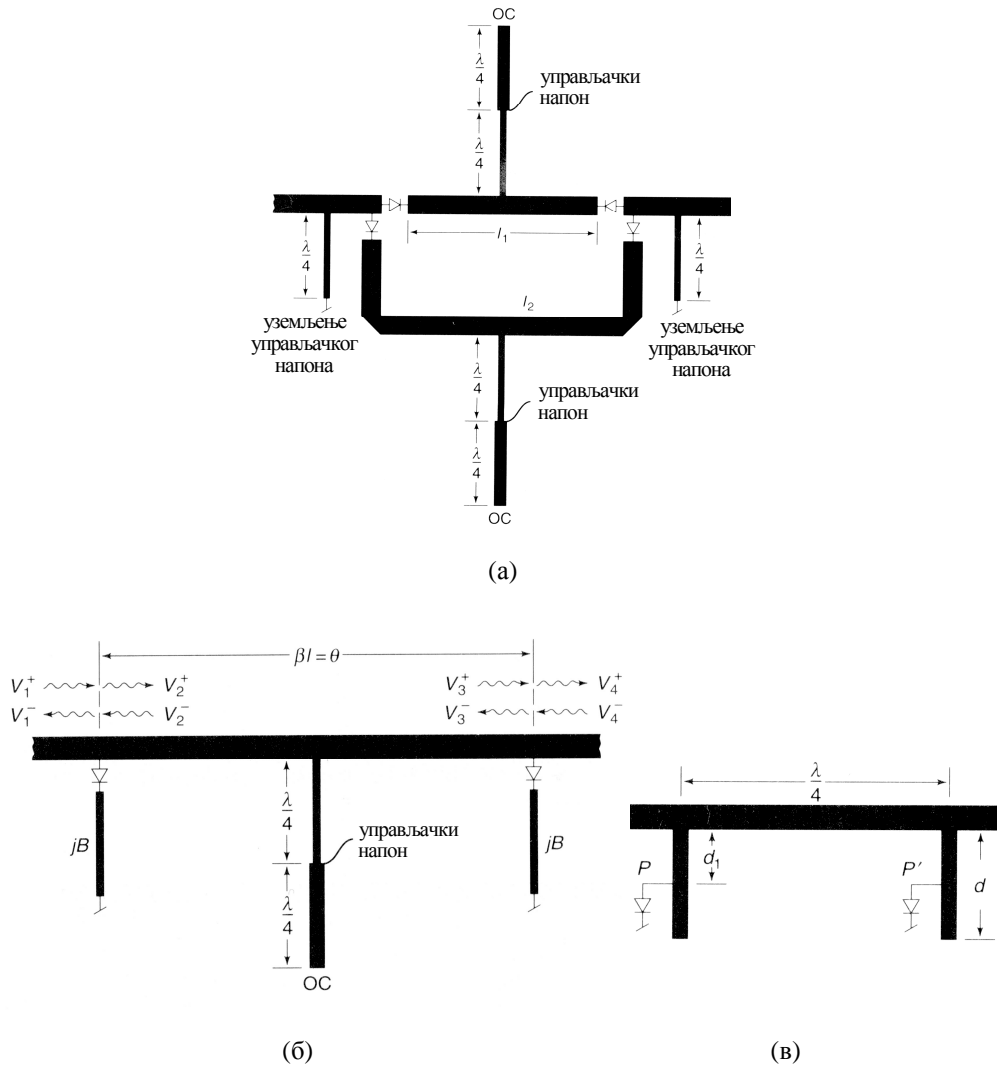 OC
λ/4
управљачки
напон
λ/4
l₁
λ/4
λ/4
l₂
уземљење
управљачког
напона
уземљење
управљачког
напона
λ/4
управљачки
напон
λ/4
OC
(а)
βl = θ
V₁⁺ V₂⁺ V₃⁺ V₄⁺
V₁⁻ V₂⁻ V₃⁻ V₄⁻
λ/4
jB
управљачки
напон
jB
λ/4
OC
(б)
λ/4
d₁
P
P′
d
(в)